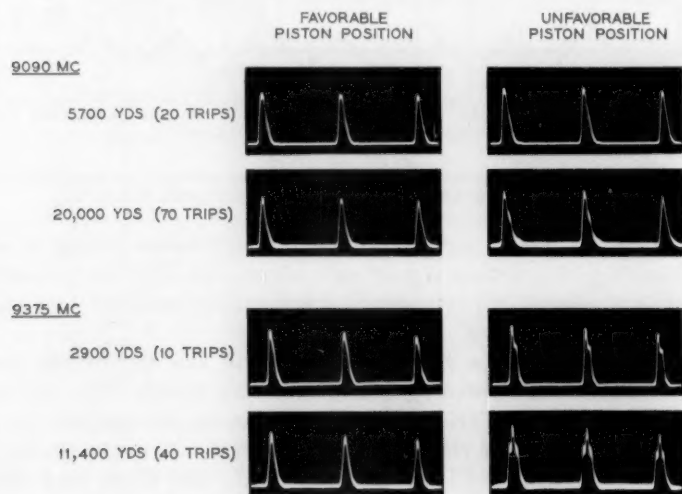 FAVORABLE
PISTON POSITION
UNFAVORABLE
PISTON POSITION
9090 MC
5700 YDS (20 TRIPS)
20,000 YDS (70 TRIPS)
9375 MC
2900 YDS (10 TRIPS)
11,400 YDS (40 TRIPS)